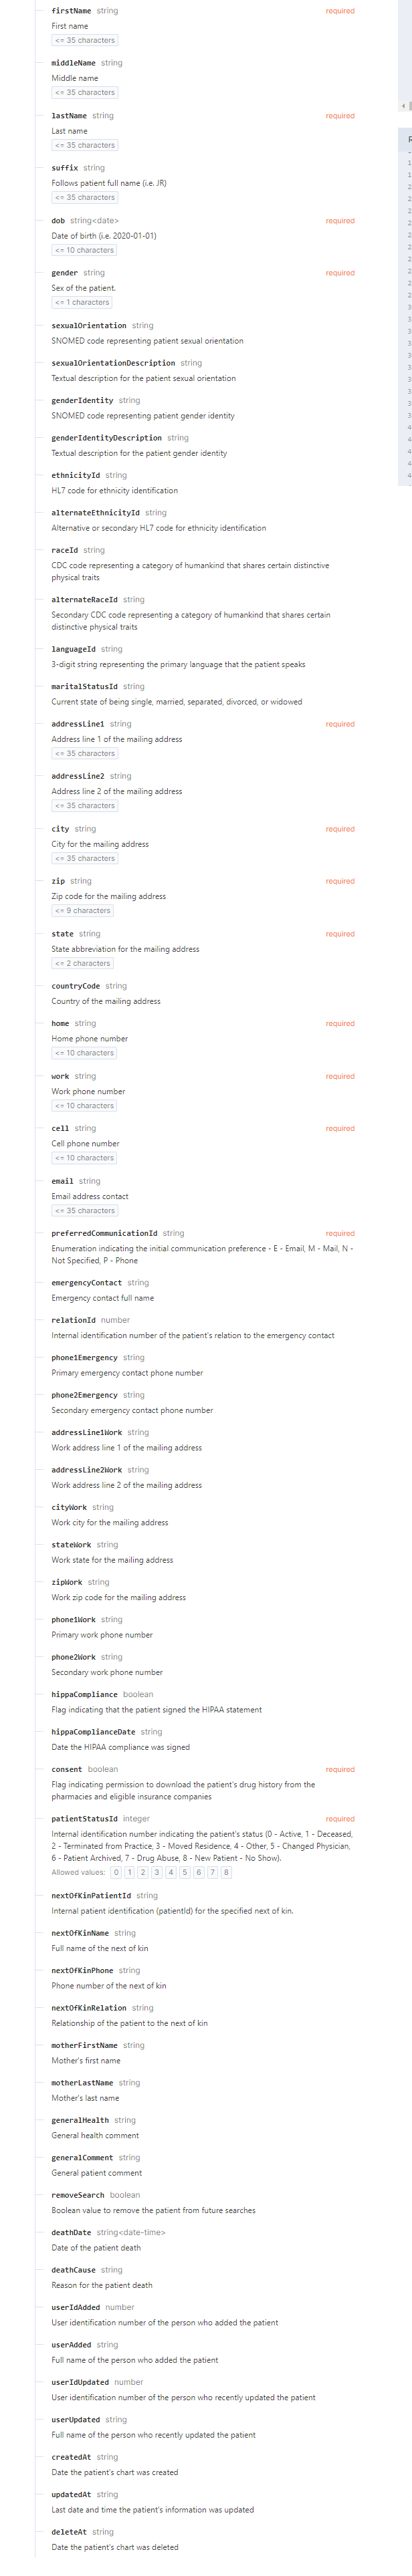 firstName string required
First name
<= 35 characters
middleName string
Middle name
<= 35 characters
lastName string required
Last name
<= 35 characters
suffix string
Follows patient full name (i.e. JR)
<= 35 characters
dob string<date> required
Date of birth (i.e. 2020-01-01)
<= 10 characters
gender string required
Sex of the patient.
<= 1 characters
sexualOrientation string
SNOMED code representing patient sexual orientation
sexualOrientationDescription string
Textual description for the patient sexual orientation
genderIdentity string
SNOMED code representing patient gender identity
genderIdentityDescription string
Textual description for the patient gender identity
ethnicityId string
HL7 code for ethnicity identification
alternateEthnicityId string
Alternative or secondary HL7 code for ethnicity identification
raceId string
CDC code representing a category of humankind that shares certain distinctive
physical traits
alternateRaceId string
Secondary CDC code representing a category of humankind that shares certain
distinctive physical traits
languageId string
3-digit string representing the primary language that the patient speaks
maritalStatusId string
Current state of being single, married, separated, divorced, or widowed
addressLine1 string required
Address line 1 of the mailing address
<= 35 characters
addressLine2 string
Address line 2 of the mailing address
<= 35 characters
city string required
City for the mailing address
<= 35 characters
zip string required
Zip code for the mailing address
<= 9 characters
state string required
State abbreviation for the mailing address
<= 2 characters
countryCode string
Country of the mailing address
home string required
Home phone number
<= 10 characters
work string required
Work phone number
<= 10 characters
cell string required
Cell phone number
<= 10 characters
email string
Email address contact
<= 35 characters
preferredCommunicationId string required
Enumeration indicating the initial communication preference - E - Email, M - Mail, N -
Not Specified, P - Phone
emergencyContact string
Emergency contact full name
relationId number
Internal identification number of the patient's relation to the emergency contact
phone1Emergency string
Primary emergency contact phone number
phone2Emergency string
Secondary emergency contact phone number
addressLine1Work string
Work address line 1 of the mailing address
addressLine2Work string
Work address line 2 of the mailing address
cityWork string
Work city for the mailing address
stateWork string
Work state for the mailing address
zipWork string
Work zip code for the mailing address
phone1Work string
Primary work phone number
phone2Work string
Secondary work phone number
hippaCompliance boolean
Flag indicating that the patient signed the HIPAA statement
hippaComplianceDate string
Date the HIPAA compliance was signed
consent boolean required
Flag indicating permission to download the patient's drug history from the
pharmacies and eligible insurance companies
patientStatusId integer required
Internal identification number indicating the patient's status (0 - Active, 1 - Deceased,
2 - Terminated from Practice, 3 - Moved Residence, 4 - Other, 5 - Changed Physician,
6 - Patient Archived, 7 - Drug Abuse, 8 - New Patient - No Show).
Allowed values: 0 1 2 3 4 5 6 7 8
nextOfKinPatientId string
Internal patient identification (patientId) for the specified next of kin.
nextOfKinName string
Full name of the next of kin
nextOfKinPhone string
Phone number of the next of kin
nextOfKinRelation string
Relationship of the patient to the next of kin
motherFirstName string
Mother's first name
motherLastName string
Mother's last name
generalHealth string
General health comment
generalComment string
General patient comment
removeSearch boolean
Boolean value to remove the patient from future searches
deathDate string<date-time>
Date of the patient death
deathCause string
Reason for the patient death
userIdAdded number
User identification number of the person who added the patient
userAdded string
Full name of the person who added the patient
userIdUpdated number
User identification number of the person who recently updated the patient
userUpdated string
Full name of the person who recently updated the patient
createdAt string
Date the patient's chart was created
updatedAt string
Last date and time the patient's information was updated
deleteAt string
Date the patient's chart was deleted